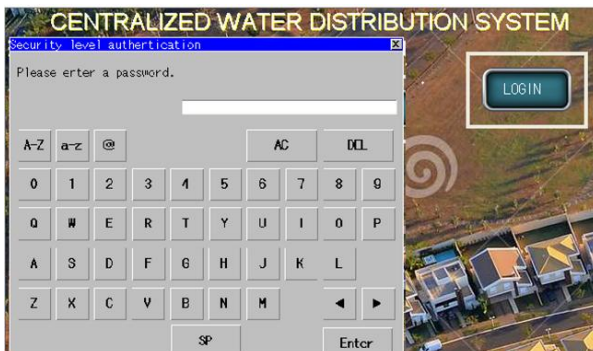 CENTRALIZED WATER DISTRIBUTION SYSTEM
Security level authertication
Please erter a password.
LOGIN
A-Z a-z @ AC DEL
0 1 2 3 4 5 6 7 8 9
Q W E R T Y U I O P
A S D F G H J K L
Z X C V B N M ◄ ►
SP Enter